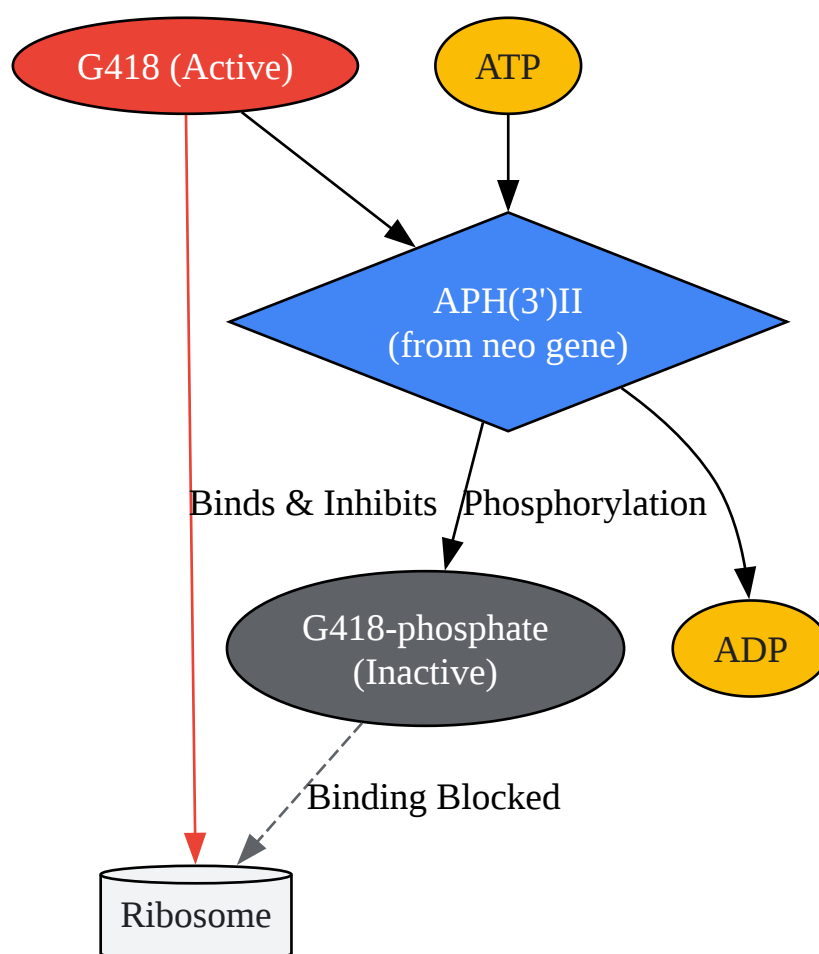 G418 (Active)
ATP
APH(3')II
(from neo gene)
Binds & Inhibits
Phosphorylation
G418-phosphate
(Inactive)
ADP
Binding Blocked
Ribosome